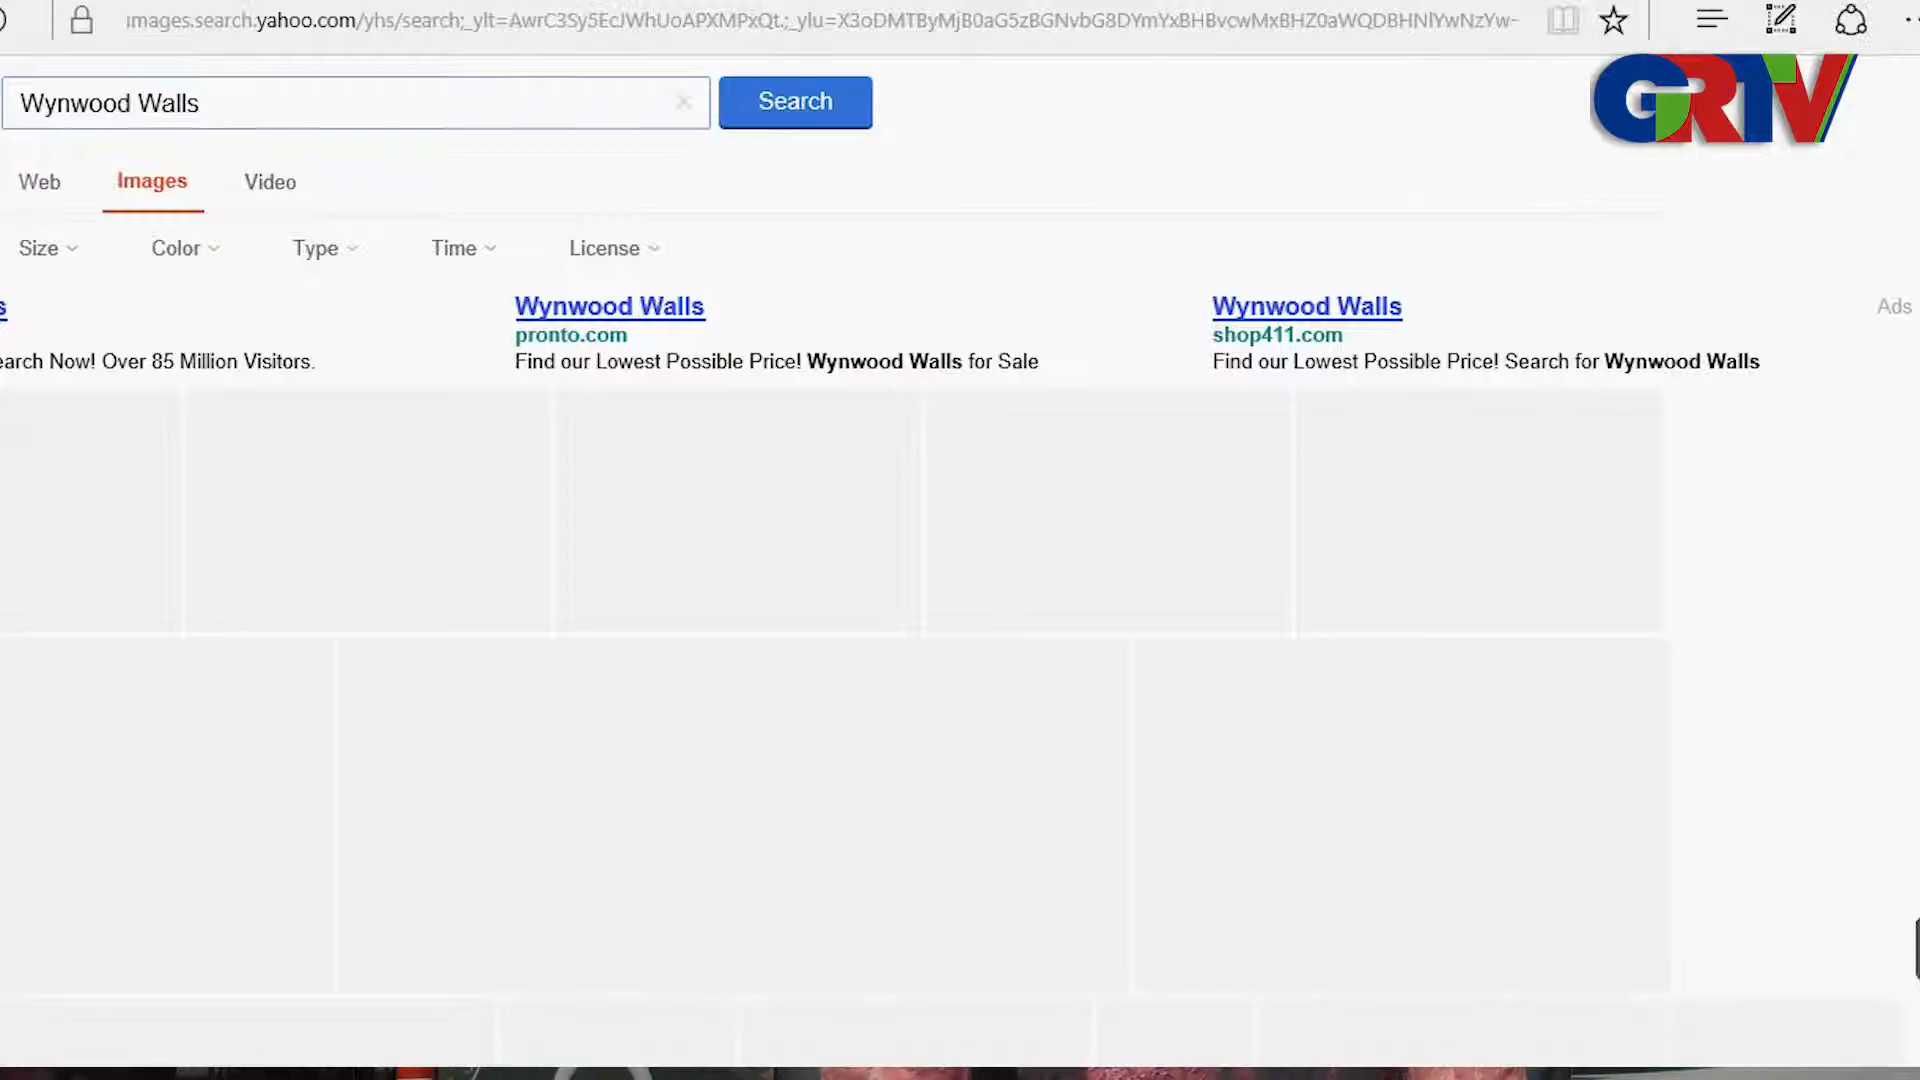 images.search.yahoo.com/yhs/search;_ylt=AwrC3Sy5EcJWhUoAPXMPxQt.;_ylu=X3oDMTByMjB0aG5zBGNvbG8DYmYxBHBvcwMxBHZ0aWQDBHNlYwNzYw-
GRTV
Wynwood Walls
Search
Web Images Video
Size Color Type Time License
s Wynwood Walls Wynwood Walls Ads
pronto.com shop411.com
earch Now! Over 85 Million Visitors. Find our Lowest Possible Price! Wynwood Walls for Sale Find our Lowest Possible Price! Search for Wynwood Walls